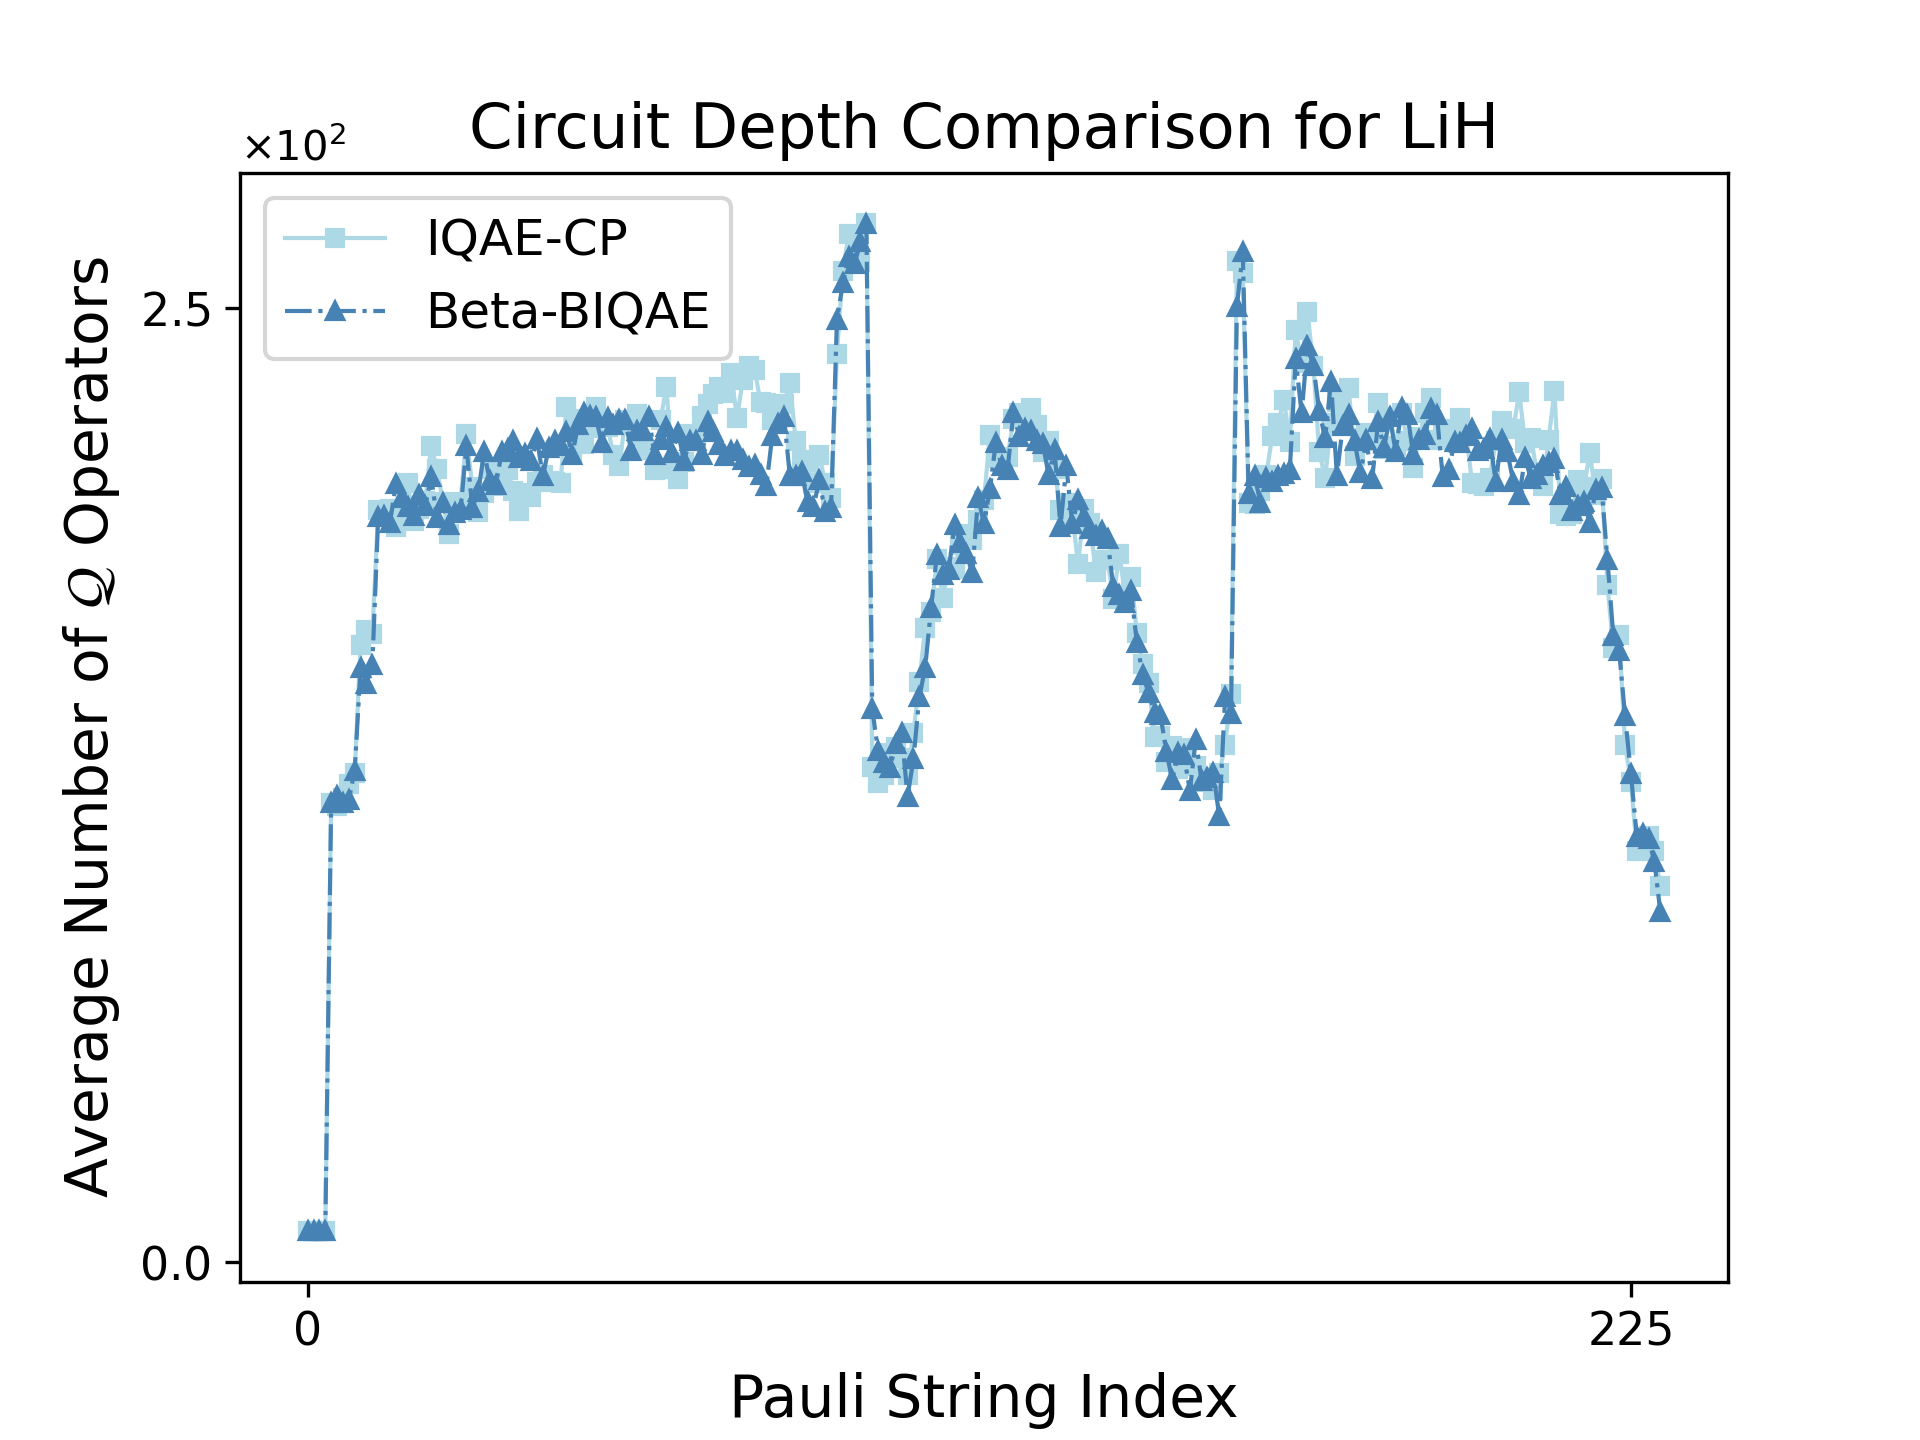 Circuit Depth Comparison for LiH
×10²
IQAE-CP
Beta-BIQAE
2.5
0.0
Average Number of 𝒬 Operators
0
225
Pauli String Index